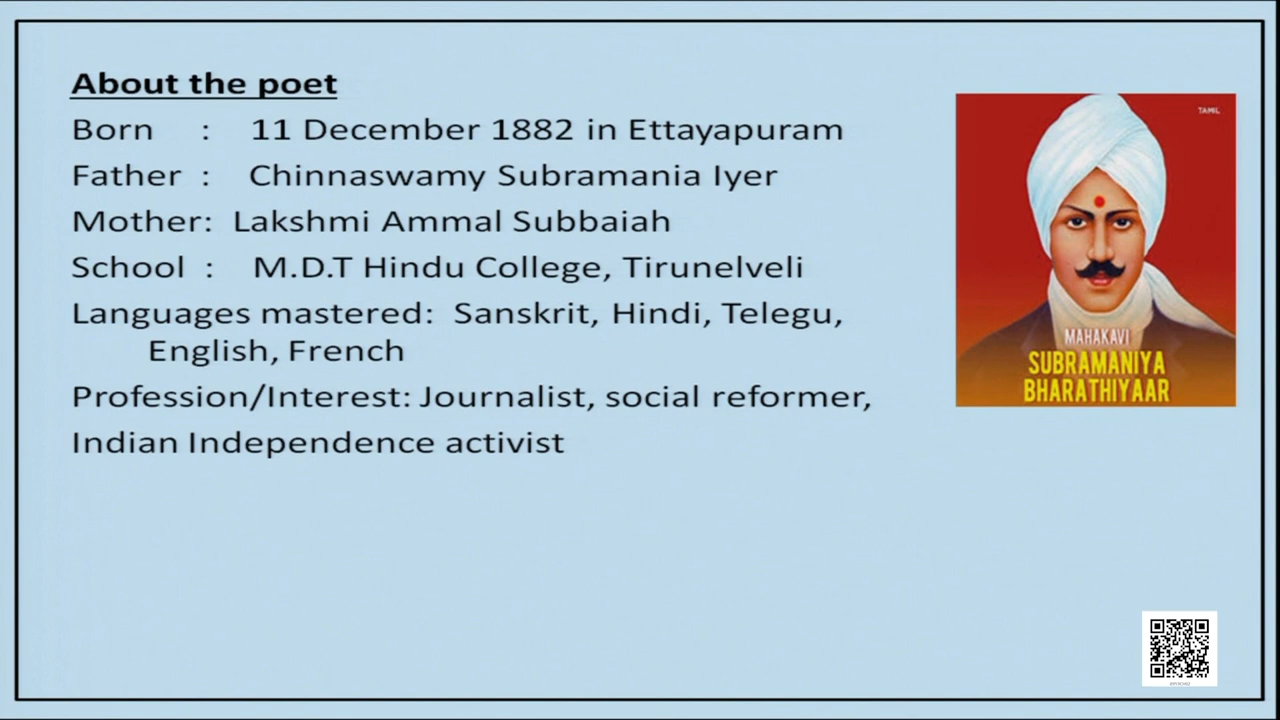 About the poet
Born : 11 December 1882 in Ettayapuram
Father : Chinnaswamy Subramania Iyer
Mother: Lakshmi Ammal Subbaiah
School : M.D.T Hindu College, Tirunelveli
Languages mastered: Sanskrit, Hindi, Telegu,
English, French
Profession/Interest: Journalist, social reformer,
Indian Independence activist
TAMIL
MAHAKAVI
SUBRAMANIYA
BHARATHIYAAR